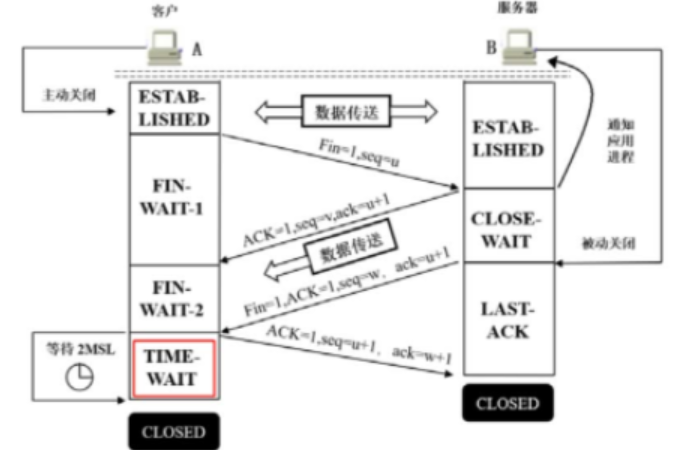 客户
服务器
A
B
主动关闭
ESTAB-
LISHED
数据传送
ESTAB-
LISHED
通知
应用
进程
Fin=1,seq=u
FIN-
WAIT-1
ACK=1,seq=v,ack=u+1
CLOSE-
WAIT
数据传送
被动关闭
FIN-
WAIT-2
Fin=1,ACK=1,seq=w, ack=u+1
LAST-
ACK
等待 2MSL
TIME-
WAIT
ACK=1,seq=u+1, ack=w+1
CLOSED
CLOSED